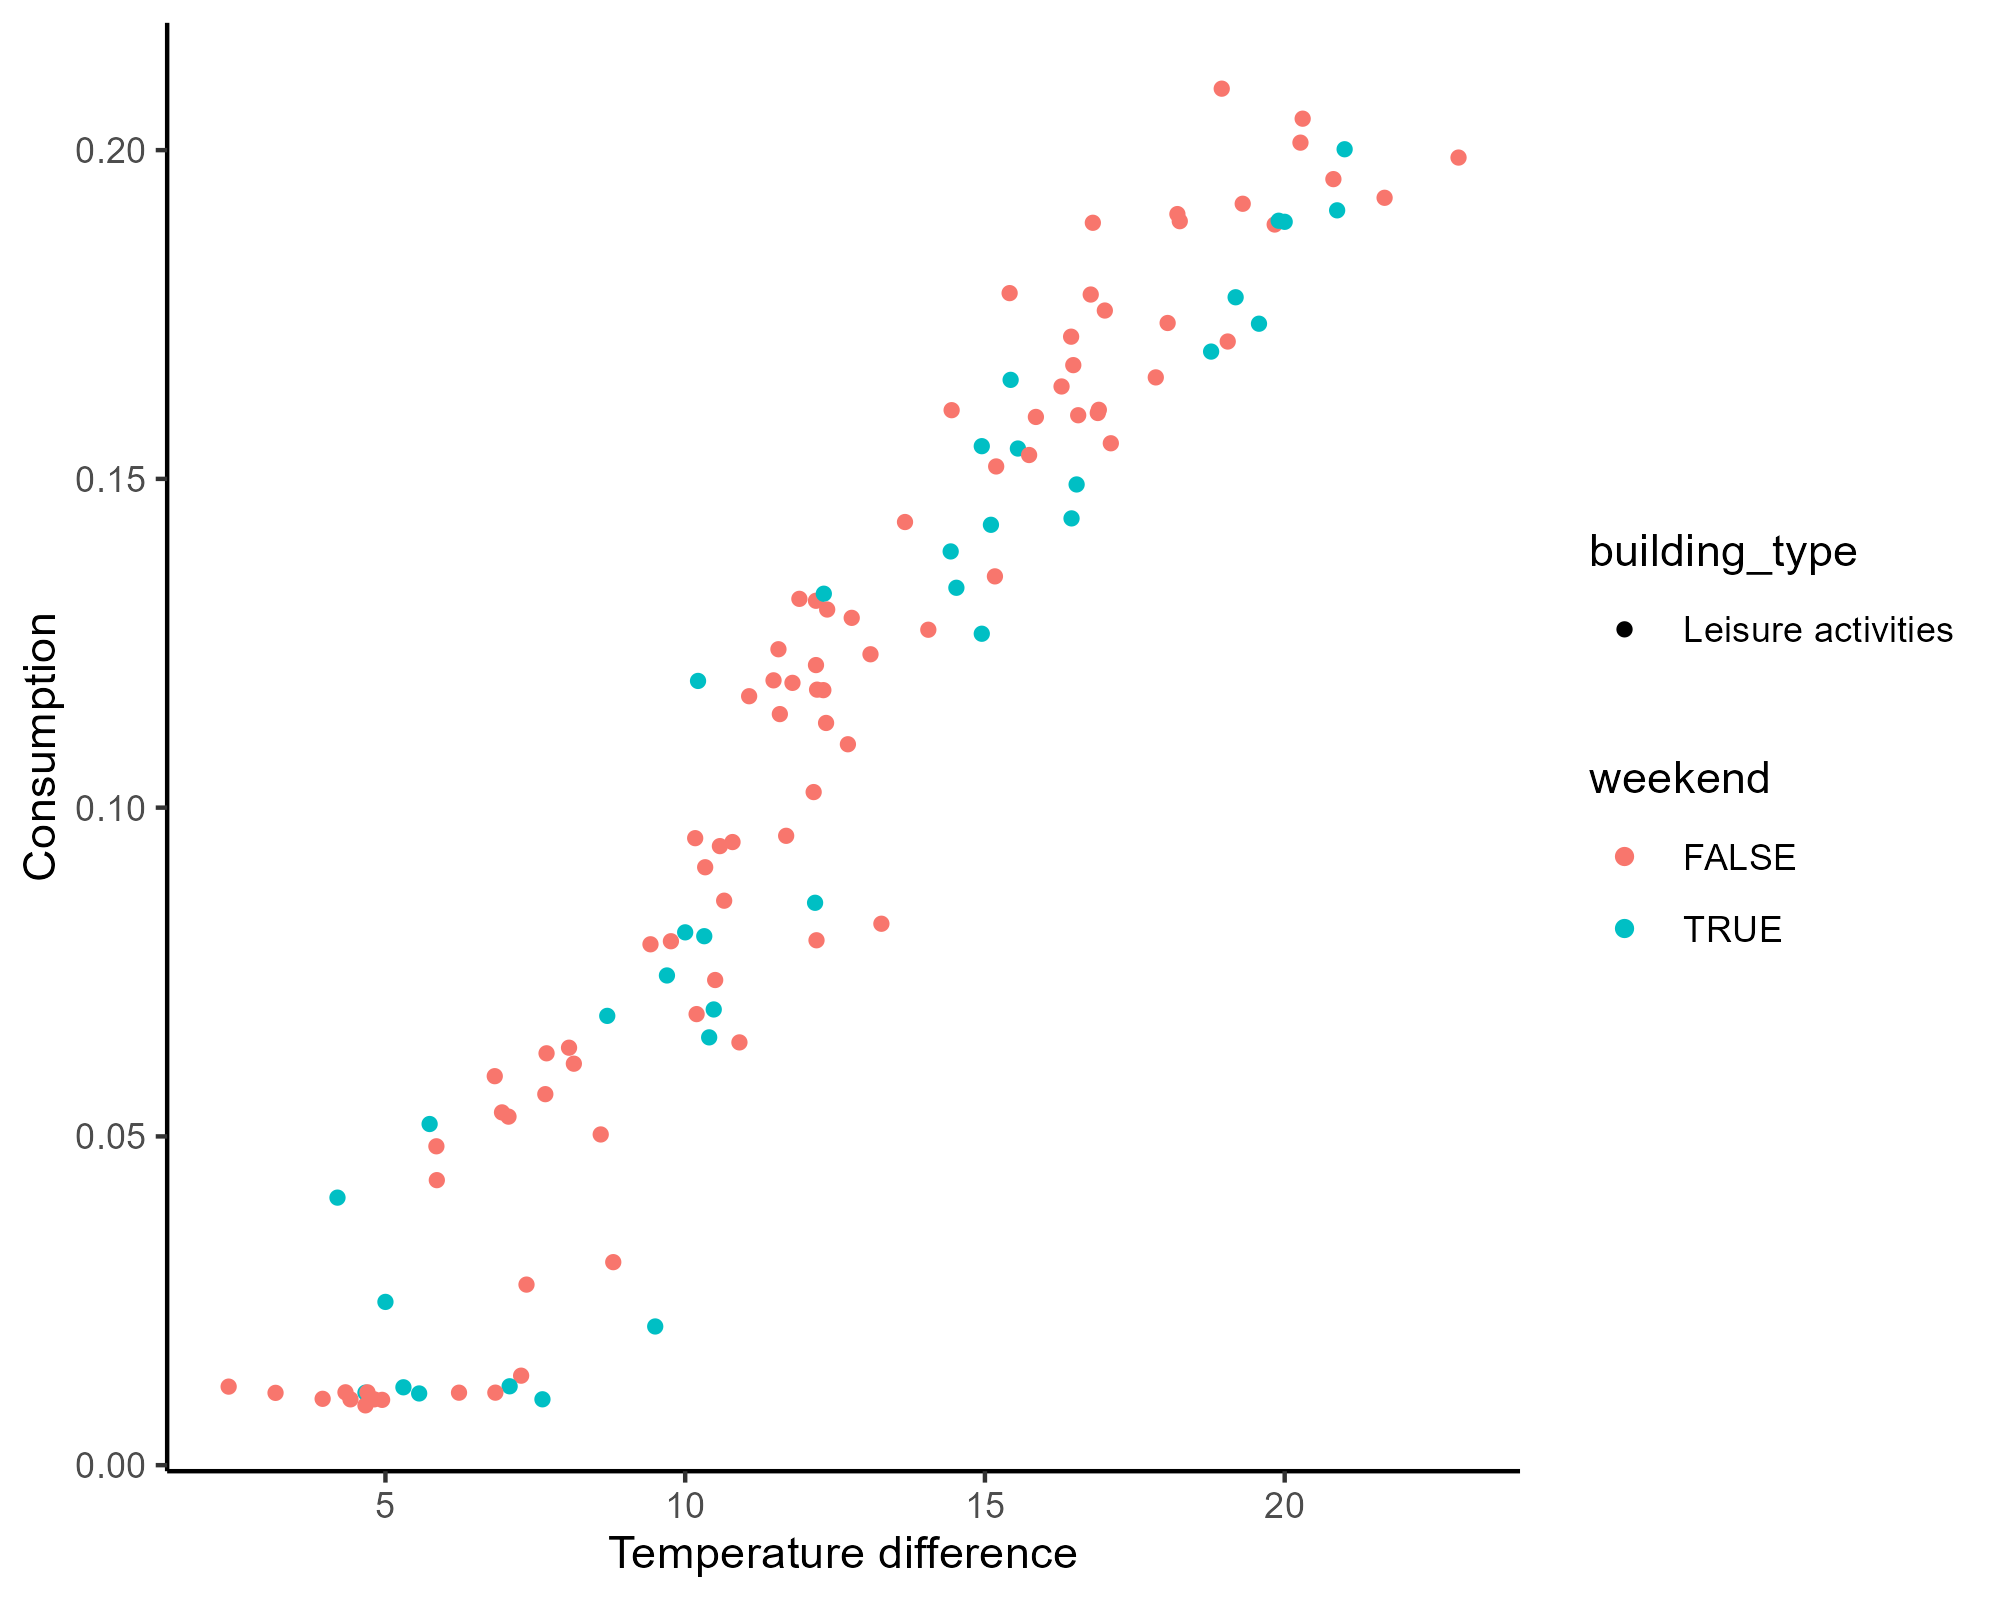 0.20
0.15
0.10
0.05
0.00
Consumption
5 10 15 20
Temperature difference
building_type
Leisure activities
weekend
FALSE
TRUE